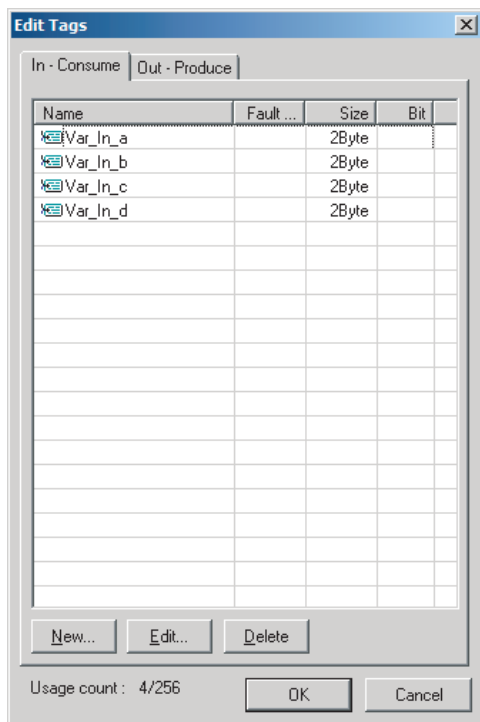 Edit Tags
In - Consume Out - Produce
Name Fault ... Size Bit
Var_In_a 2Byte
Var_In_b 2Byte
Var_In_c 2Byte
Var_In_d 2Byte
New... Edit... Delete
Usage count : 4/256 OK Cancel